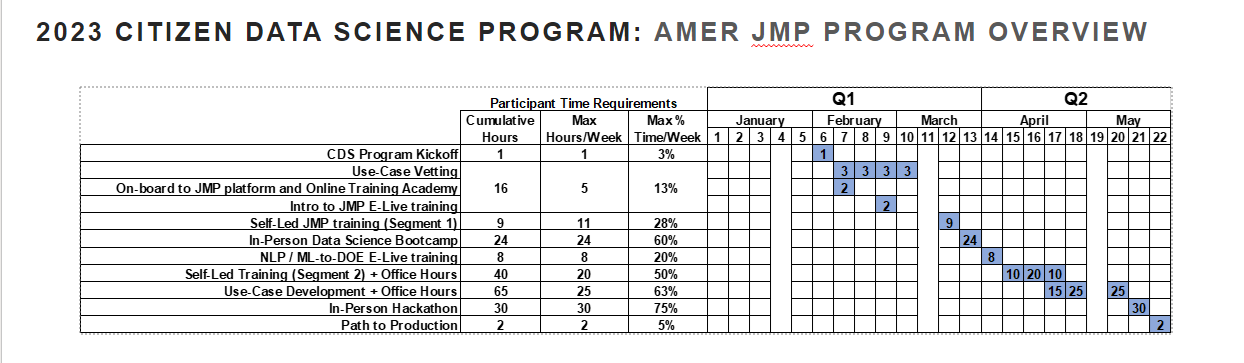 2023 CITIZEN DATA SCIENCE PROGRAM: AMER JMP PROGRAM OVERVIEW
Participant Time Requirements Q1 Q2
Cumulative Hours Max Hours/Week Max % Time/Week January February March April May
1 2 3 4 5 6 7 8 9 10 11 12 13 14 15 16 17 18 19 20 21 22
CDS Program Kickoff 1 1 3% 1
Use-Case Vetting 3 3 3 3
On-board to JMP platform and Online Training Academy 16 5 13% 2
Intro to JMP E-Live training 2
Self-Led JMP training (Segment 1) 9 11 28% 9
In-Person Data Science Bootcamp 24 24 60% 24
NLP / ML-to-DOE E-Live training 8 8 20% 8
Self-Led Training (Segment 2) + Office Hours 40 20 50% 10 20 10
Use-Case Development + Office Hours 65 25 63% 15 25 25
In-Person Hackathon 30 30 75% 30
Path to Production 2 2 5% 2